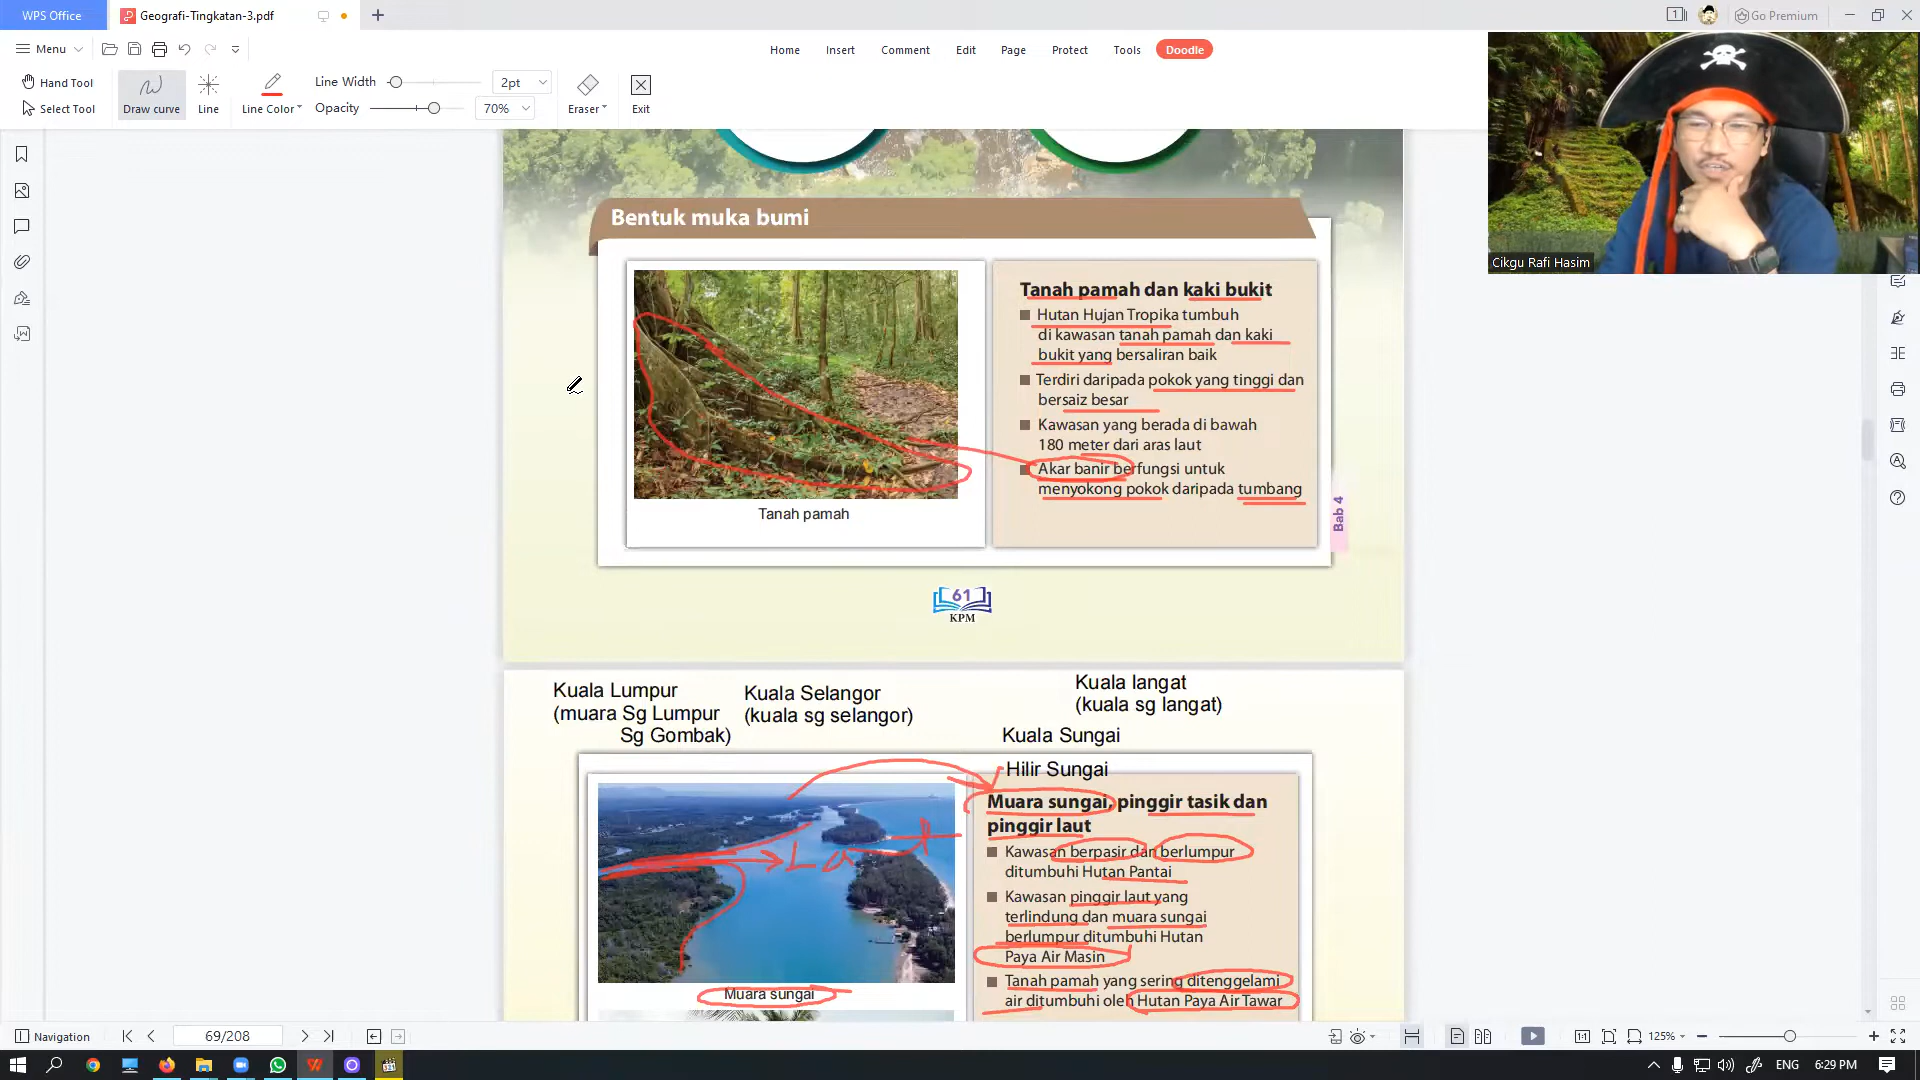 WPS Office
Geografi-Tingkatan-3.pdf
1
Go Premium
Menu
Home
Insert
Comment
Edit
Page
Protect
Tools
Doodle
Hand Tool
Select Tool
Draw curve
Line
Line Color
Line Width
2pt
Opacity
70%
Eraser
Exit
Cikgu Rafi Hasim
Bentuk muka bumi
Tanah pamah
Tanah pamah dan kaki bukit
Hutan Hujan Tropika tumbuh
di kawasan tanah pamah dan kaki
bukit yang bersaliran baik
Terdiri daripada pokok yang tinggi dan
bersaiz besar
Kawasan yang berada di bawah
180 meter dari aras laut
Akar banir berfungsi untuk
menyokong pokok daripada tumbang
Bab 4
61
KPM
Kuala Lumpur
(muara Sg Lumpur
Sg Gombak)
Kuala Selangor
(kuala sg selangor)
Kuala langat
(kuala sg langat)
Kuala Sungai
Hilir Sungai
Laut
Muara sungai
Muara sungai, pinggir tasik dan
pinggir laut
Kawasan berpasir dan berlumpur
ditumbuhi Hutan Pantai
Kawasan pinggir laut yang
terlindung dan muara sungai
berlumpur ditumbuhi Hutan
Paya Air Masin
Tanah pamah yang sering ditenggelami
air ditumbuhi oleh Hutan Paya Air Tawar
Navigation
69/208
125%
ENG
6:29 PM